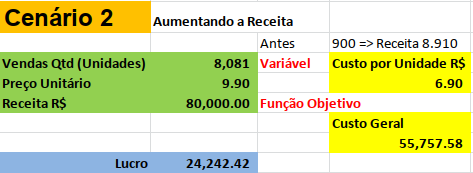 Cenário 2 Aumentando a Receita
Antes 900 => Receita 8.910
Vendas Qtd (Unidades) 8,081 Variável Custo por Unidade R$
Preço Unitário 9.90 6.90
Receita R$ 80,000.00 Função Objetivo
Custo Geral
55,757.58
Lucro 24,242.42